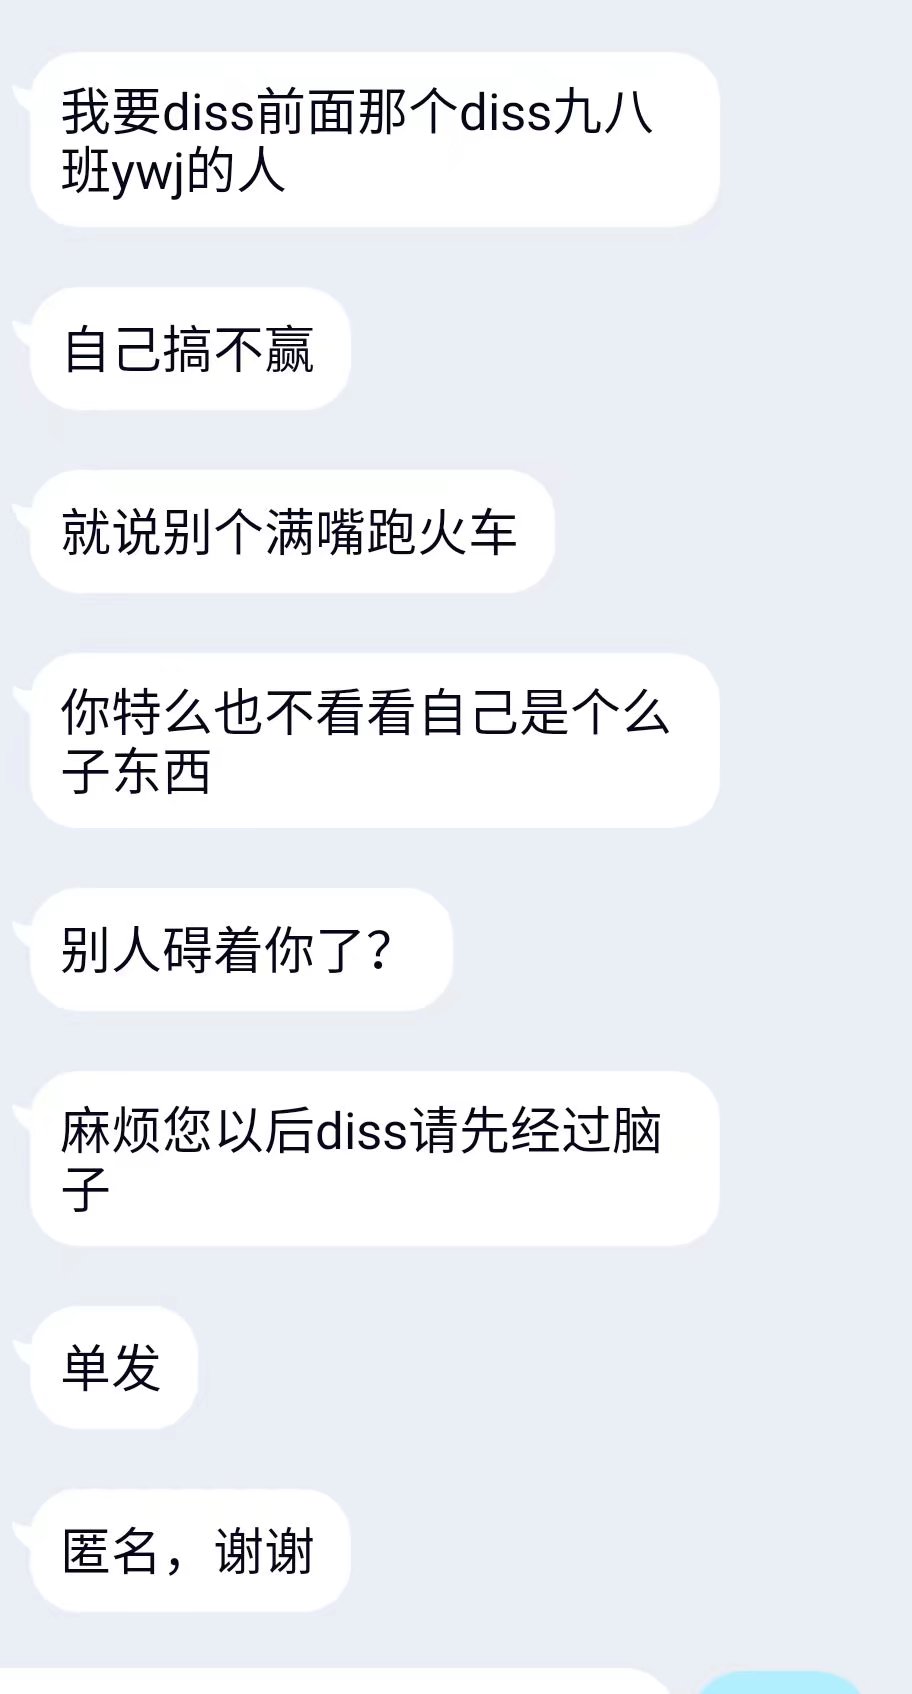 我要diss前面那个diss九八
班ywj的人
自己搞不赢
就说别个满嘴跑火车
你特么也不看看自己是个么
子东西
别人碍着你了？
麻烦您以后diss请先经过脑
子
单发
匿名，谢谢